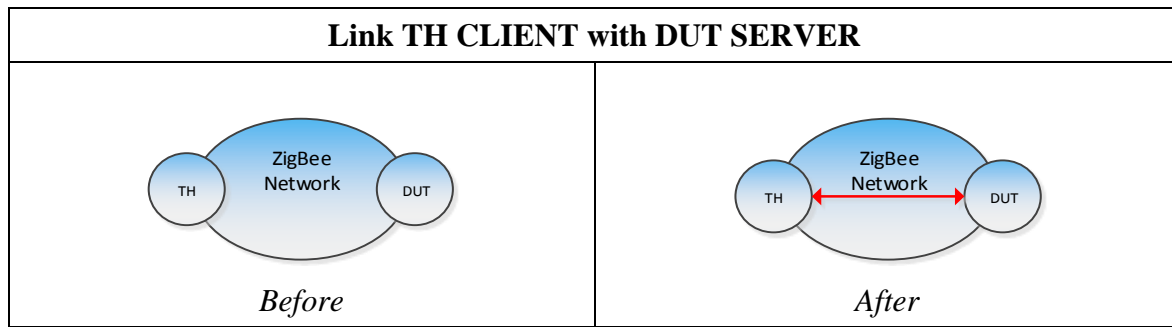 Link TH CLIENT with DUT SERVER
ZigBee
Network
TH
DUT
Before
ZigBee
Network
TH
DUT
After